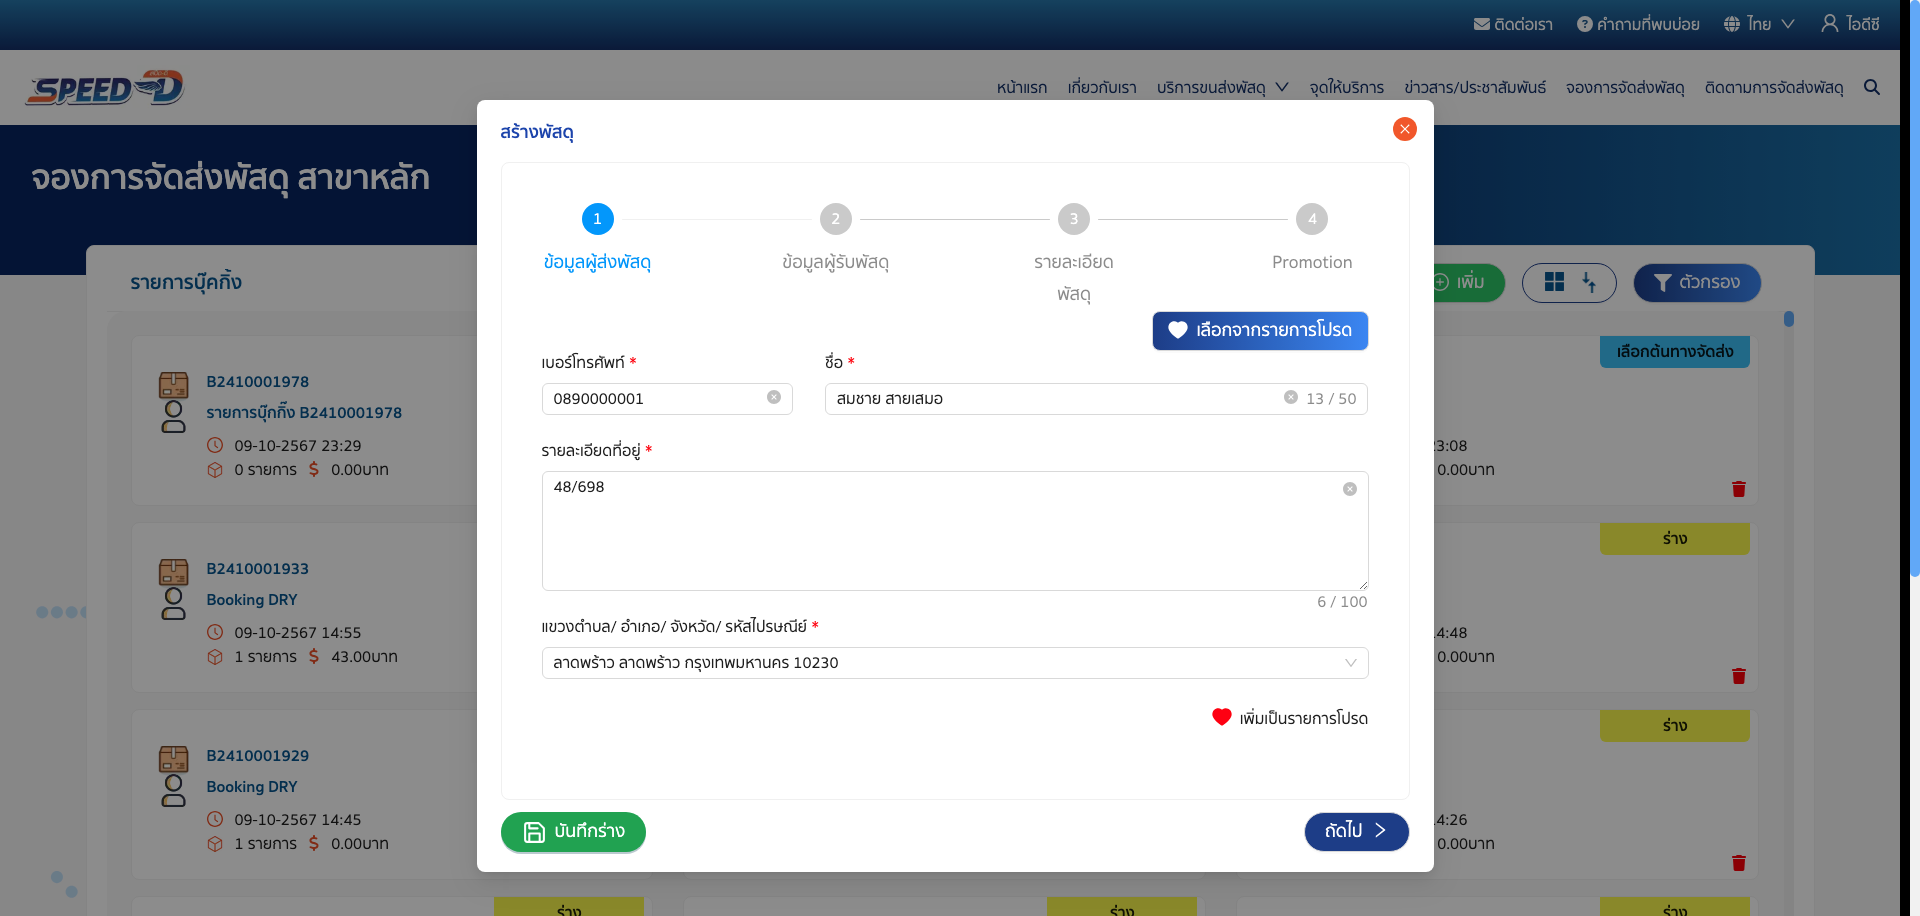 ติดต่อเรา
คำถามที่พบบ่อย
ไทย
ไอดีซี
SPEED D
หน้าแรก
เกี่ยวกับเรา
บริการขนส่งพัสดุ
จุดให้บริการ
ข่าวสาร/ประชาสัมพันธ์
จองการจัดส่งพัสดุ
ติดตามการจัดส่งพัสดุ
จองการจัดส่งพัสดุ สาขาหลัก
รายการบุ๊คกิ้ง
เพิ่ม
ตัวกรอง
B2410001978
รายการบุ๊กกิ้ง B2410001978
09-10-2567 23:29
0 รายการ $ 0.00บาท
B2410001933
Booking DRY
09-10-2567 14:55
1 รายการ $ 43.00บาท
B2410001929
Booking DRY
09-10-2567 14:45
1 รายการ $ 0.00บาท
ร่าง
สร้างพัสดุ
1
2
3
4
ข้อมูลผู้ส่งพัสดุ
ข้อมูลผู้รับพัสดุ
รายละเอียด
พัสดุ
Promotion
เลือกจากรายการโปรด
เบอร์โทรศัพท์ *
ชื่อ *
0890000001
สมชาย สายเสมอ
13 / 50
รายละเอียดที่อยู่ *
48/698
6 / 100
แขวงตำบล/ อำเภอ/ จังหวัด/ รหัสไปรษณีย์ *
ลาดพร้าว ลาดพร้าว กรุงเทพมหานคร 10230
เพิ่มเป็นรายการโปรด
บันทึกร่าง
ถัดไป
ร่าง
เลือกต้นทางจัดส่ง
3:08
0.00บาท
ร่าง
4:48
0.00บาท
ร่าง
4:26
0.00บาท
ร่าง